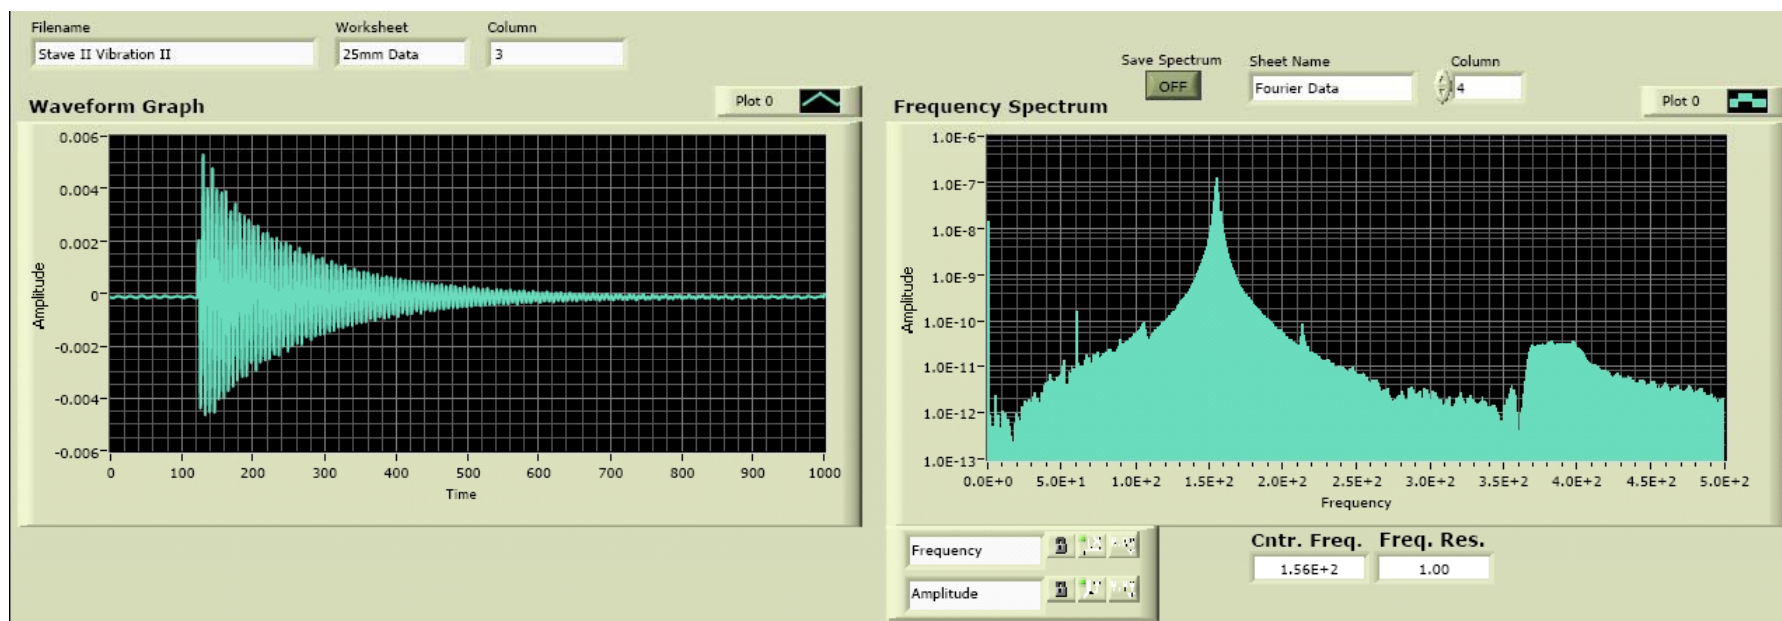 Filename
Worksheet
Column
Stave II Vibration II
25mm Data
3
Save Spectrum
Sheet Name
Column
OFF
Fourier Data
4
Waveform Graph
Plot 0
Frequency Spectrum
Plot 0
0.006
0.004
0.002
0
-0.002
-0.004
-0.006
Amplitude
0 100 200 300 400 500 600 700 800 900 1000
Time
1.0E-6
1.0E-7
1.0E-8
1.0E-9
1.0E-10
1.0E-11
1.0E-12
1.0E-13
Amplitude
0.0E+0 5.0E+1 1.0E+2 1.5E+2 2.0E+2 2.5E+2 3.0E+2 3.5E+2 4.0E+2 4.5E+2 5.0E+2
Frequency
Frequency
Amplitude
Cntr. Freq.
Freq. Res.
1.56E+2
1.00